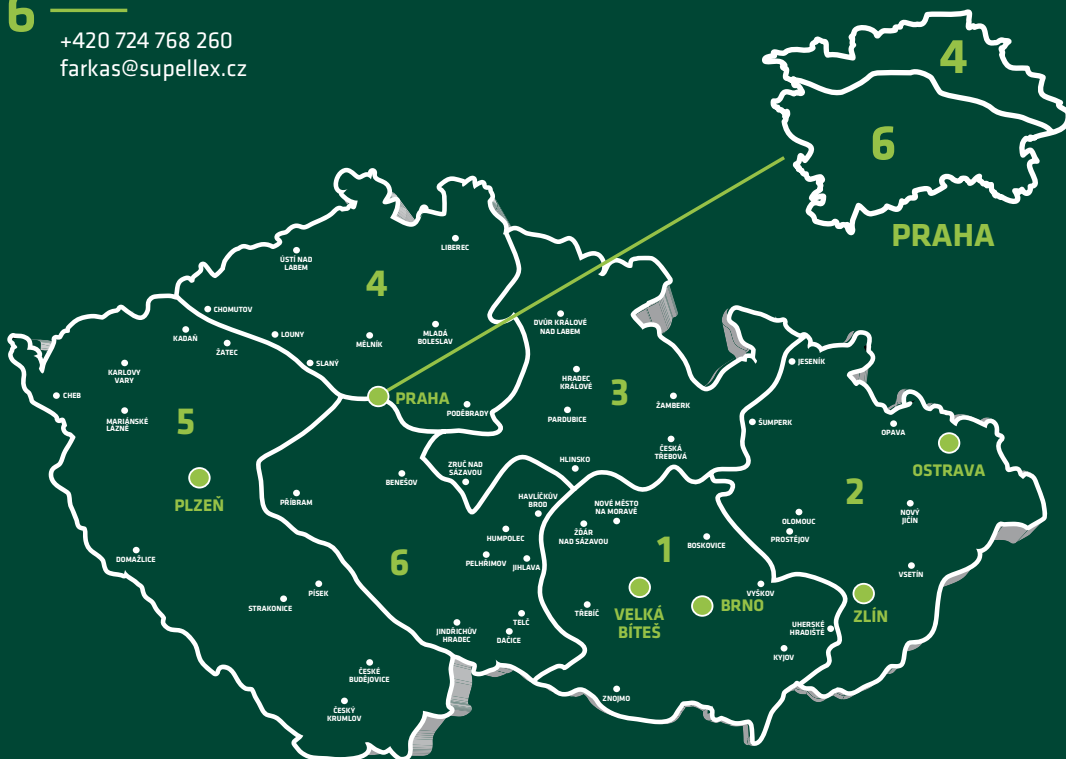 6
+420 724 768 260
farkas@supellex.cz
4
6
PRAHA
LIBEREC
ÚSTÍ NAD
LABEM
4
CHOMUTOV
DVŮR KRÁLOVÉ
NAD LABEM
KADAŇ
LOUNY
MLADÁ
BOLESLAV
MĚLNÍK
ŽATEC
SLANÝ
JESENÍK
KARLOVY
VARY
HRADEC
KRÁLOVÉ
3
CHEB
PRAHA
ŽAMBERK
MARIÁNSKÉ
LÁZNĚ
5
PODĚBRADY
PARDUBICE
ŠUMPERK
OPAVA
ČESKÁ
TŘEBOVÁ
OSTRAVA
HLINSKO
ZRUČ NAD
SÁZAVOU
BENEŠOV
PLZEŇ
PŘÍBRAM
HAVLÍČKŮV
BROD
NOVÉ MĚSTO
NA MORAVĚ
2
NOVÝ
JIČÍN
OLOMOUC
PROSTĚJOV
HUMPOLEC
ŽĎÁR
NAD SÁZAVOU
1
BOSKOVICE
DOMAŽLICE
6
PELHŘIMOV
JIHLAVA
VSETÍN
PÍSEK
STRAKONICE
VYŠKOV
TŘEBÍČ
VELKÁ
BÍTEŠ
BRNO
ZLÍN
TELČ
JINDŘICHŮV
HRADEC
DAČICE
UHERSKÉ
HRADIŠTĚ
KYJOV
ČESKÉ
BUDĚJOVICE
ZNOJMO
ČESKÝ
KRUMLOV